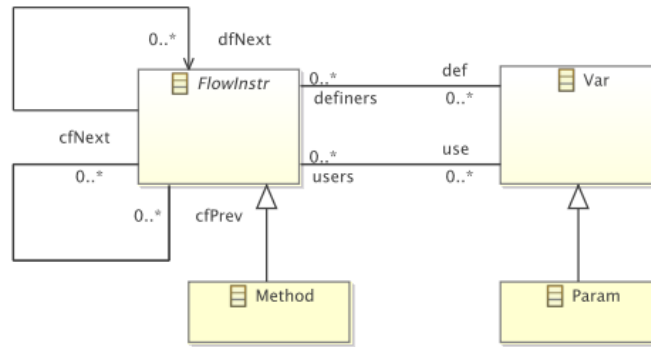 0..* dfNext
FlowInstr
0..* def
Var
definers 0..*
cfNext
0..* use
0..* users 0..*
0..* cfPrev
Method
Param